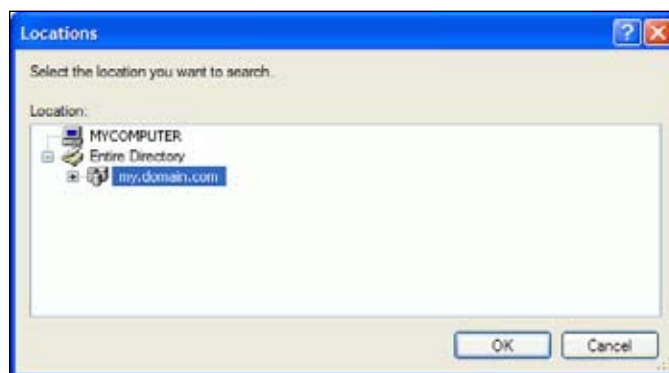 Locations
Select the location you want to search.
Location:
MYCOMPUTER
Entire Directory
my.domain.com
OK
Cancel